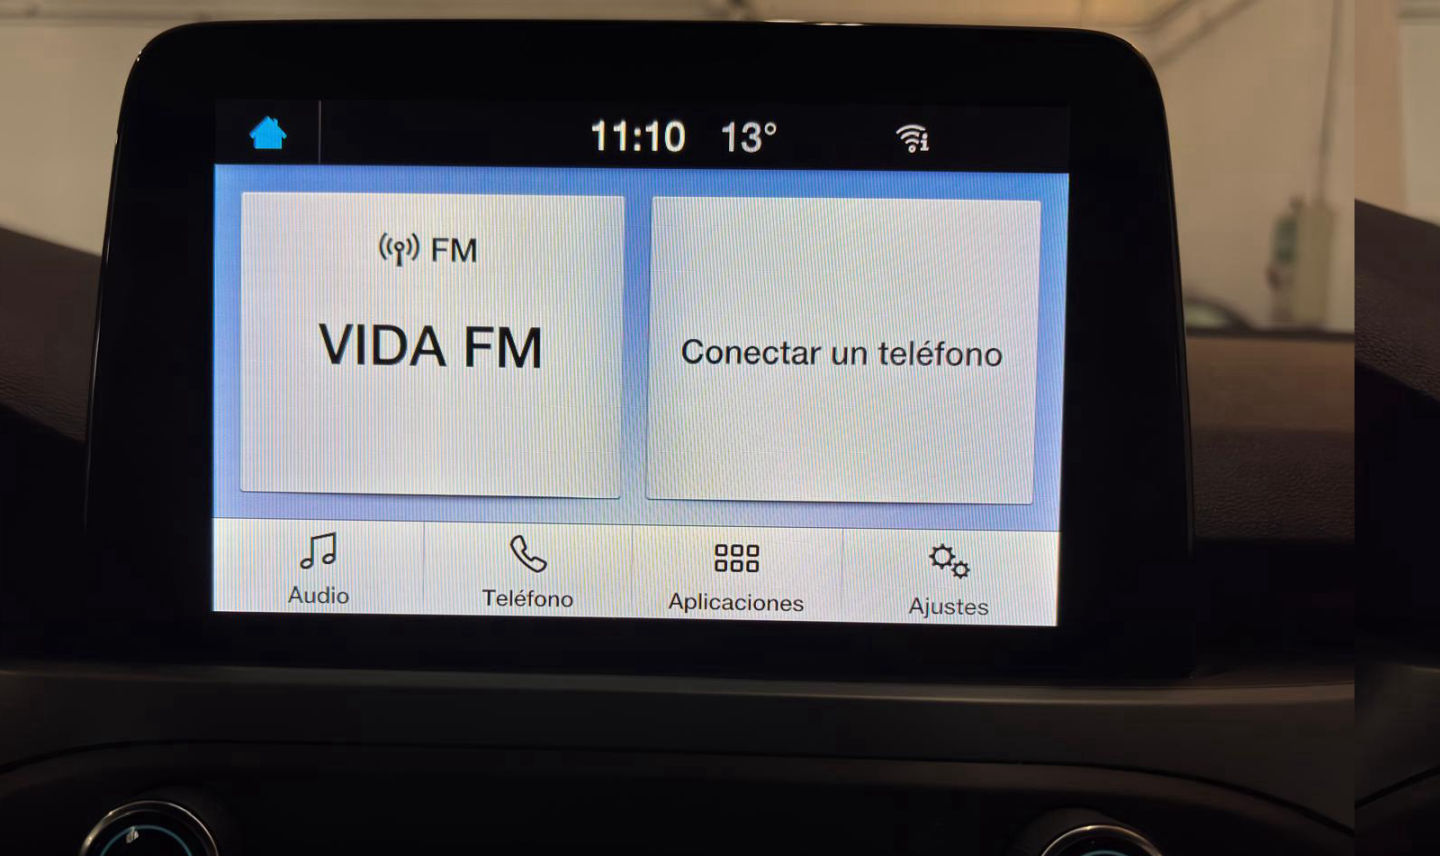 11:10 13°
FM
VIDA FM
Conectar un teléfono
Audio
Teléfono
Aplicaciones
Ajustes